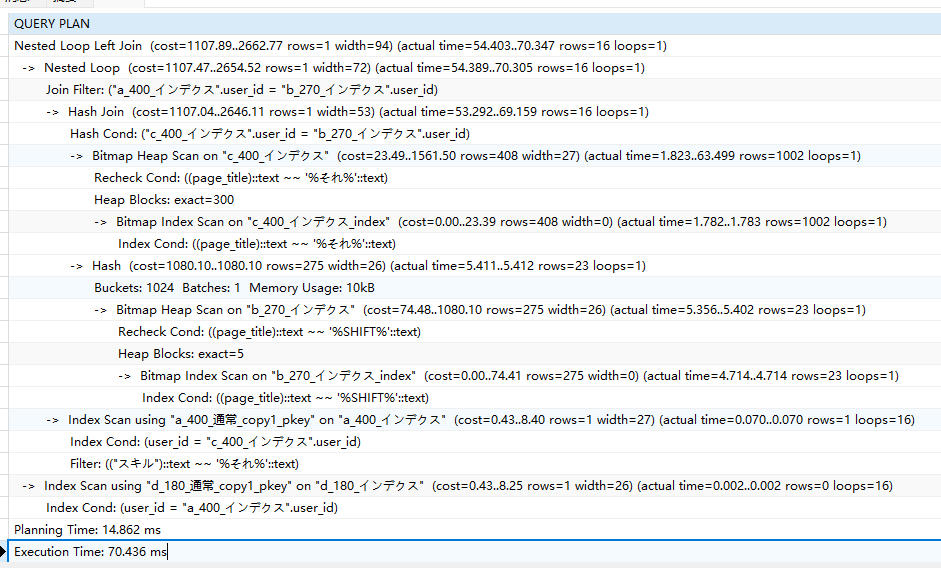 QUERY PLAN
Nested Loop Left Join  (cost=1107.89..2662.77 rows=1 width=94) (actual time=54.403..70.347 rows=16 loops=1)
->  Nested Loop  (cost=1107.47..2654.52 rows=1 width=72) (actual time=54.389..70.305 rows=16 loops=1)
Join Filter: ("a_400_インデクス".user_id = "b_270_インデクス".user_id)
->  Hash Join  (cost=1107.04..2646.11 rows=1 width=53) (actual time=53.292..69.159 rows=16 loops=1)
Hash Cond: ("c_400_インデクス".user_id = "b_270_インデクス".user_id)
->  Bitmap Heap Scan on "c_400_インデクス"  (cost=23.49..1561.50 rows=408 width=27) (actual time=1.823..63.499 rows=1002 loops=1)
Recheck Cond: ((page_title)::text ~~ '%それ%'::text)
Heap Blocks: exact=300
->  Bitmap Index Scan on "c_400_インデクス_index"  (cost=0.00..23.39 rows=408 width=0) (actual time=1.782..1.783 rows=1002 loops=1)
Index Cond: ((page_title)::text ~~ '%それ%'::text)
->  Hash  (cost=1080.10..1080.10 rows=275 width=26) (actual time=5.411..5.412 rows=23 loops=1)
Buckets: 1024  Batches: 1  Memory Usage: 10kB
->  Bitmap Heap Scan on "b_270_インデクス"  (cost=74.48..1080.10 rows=275 width=26) (actual time=5.356..5.402 rows=23 loops=1)
Recheck Cond: ((page_title)::text ~~ '%SHIFT%'::text)
Heap Blocks: exact=5
->  Bitmap Index Scan on "b_270_インデクス_index"  (cost=0.00..74.41 rows=275 width=0) (actual time=4.714..4.714 rows=23 loops=1)
Index Cond: ((page_title)::text ~~ '%SHIFT%'::text)
->  Index Scan using "a_400_通常_copy1_pkey" on "a_400_インデクス"  (cost=0.43..8.40 rows=1 width=27) (actual time=0.070..0.070 rows=1 loops=16)
Index Cond: (user_id = "c_400_インデクス".user_id)
Filter: (("スキル")::text ~~ '%それ%'::text)
->  Index Scan using "d_180_通常_copy1_pkey" on "d_180_インデクス"  (cost=0.43..8.25 rows=1 width=26) (actual time=0.002..0.002 rows=0 loops=16)
Index Cond: (user_id = "a_400_インデクス".user_id)
Planning Time: 14.862 ms
Execution Time: 70.436 ms